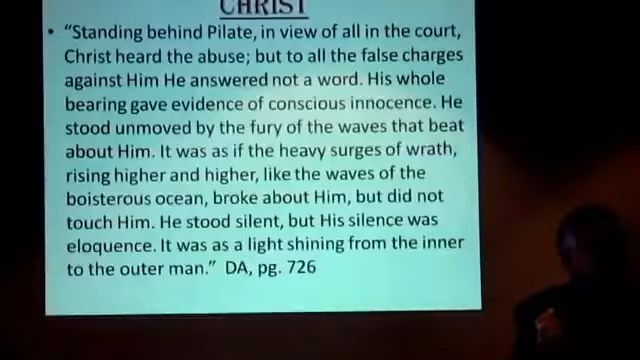 CHRIST
• “Standing behind Pilate, in view of all in the court,
Christ heard the abuse; but to all the false charges
against Him He answered not a word. His whole
bearing gave evidence of conscious innocence. He
stood unmoved by the fury of the waves that beat
about Him. It was as if the heavy surges of wrath,
rising higher and higher, like the waves of the
boisterous ocean, broke about Him, but did not
touch Him. He stood silent, but His silence was
eloquence. It was as a light shining from the inner
to the outer man.” DA, pg. 726